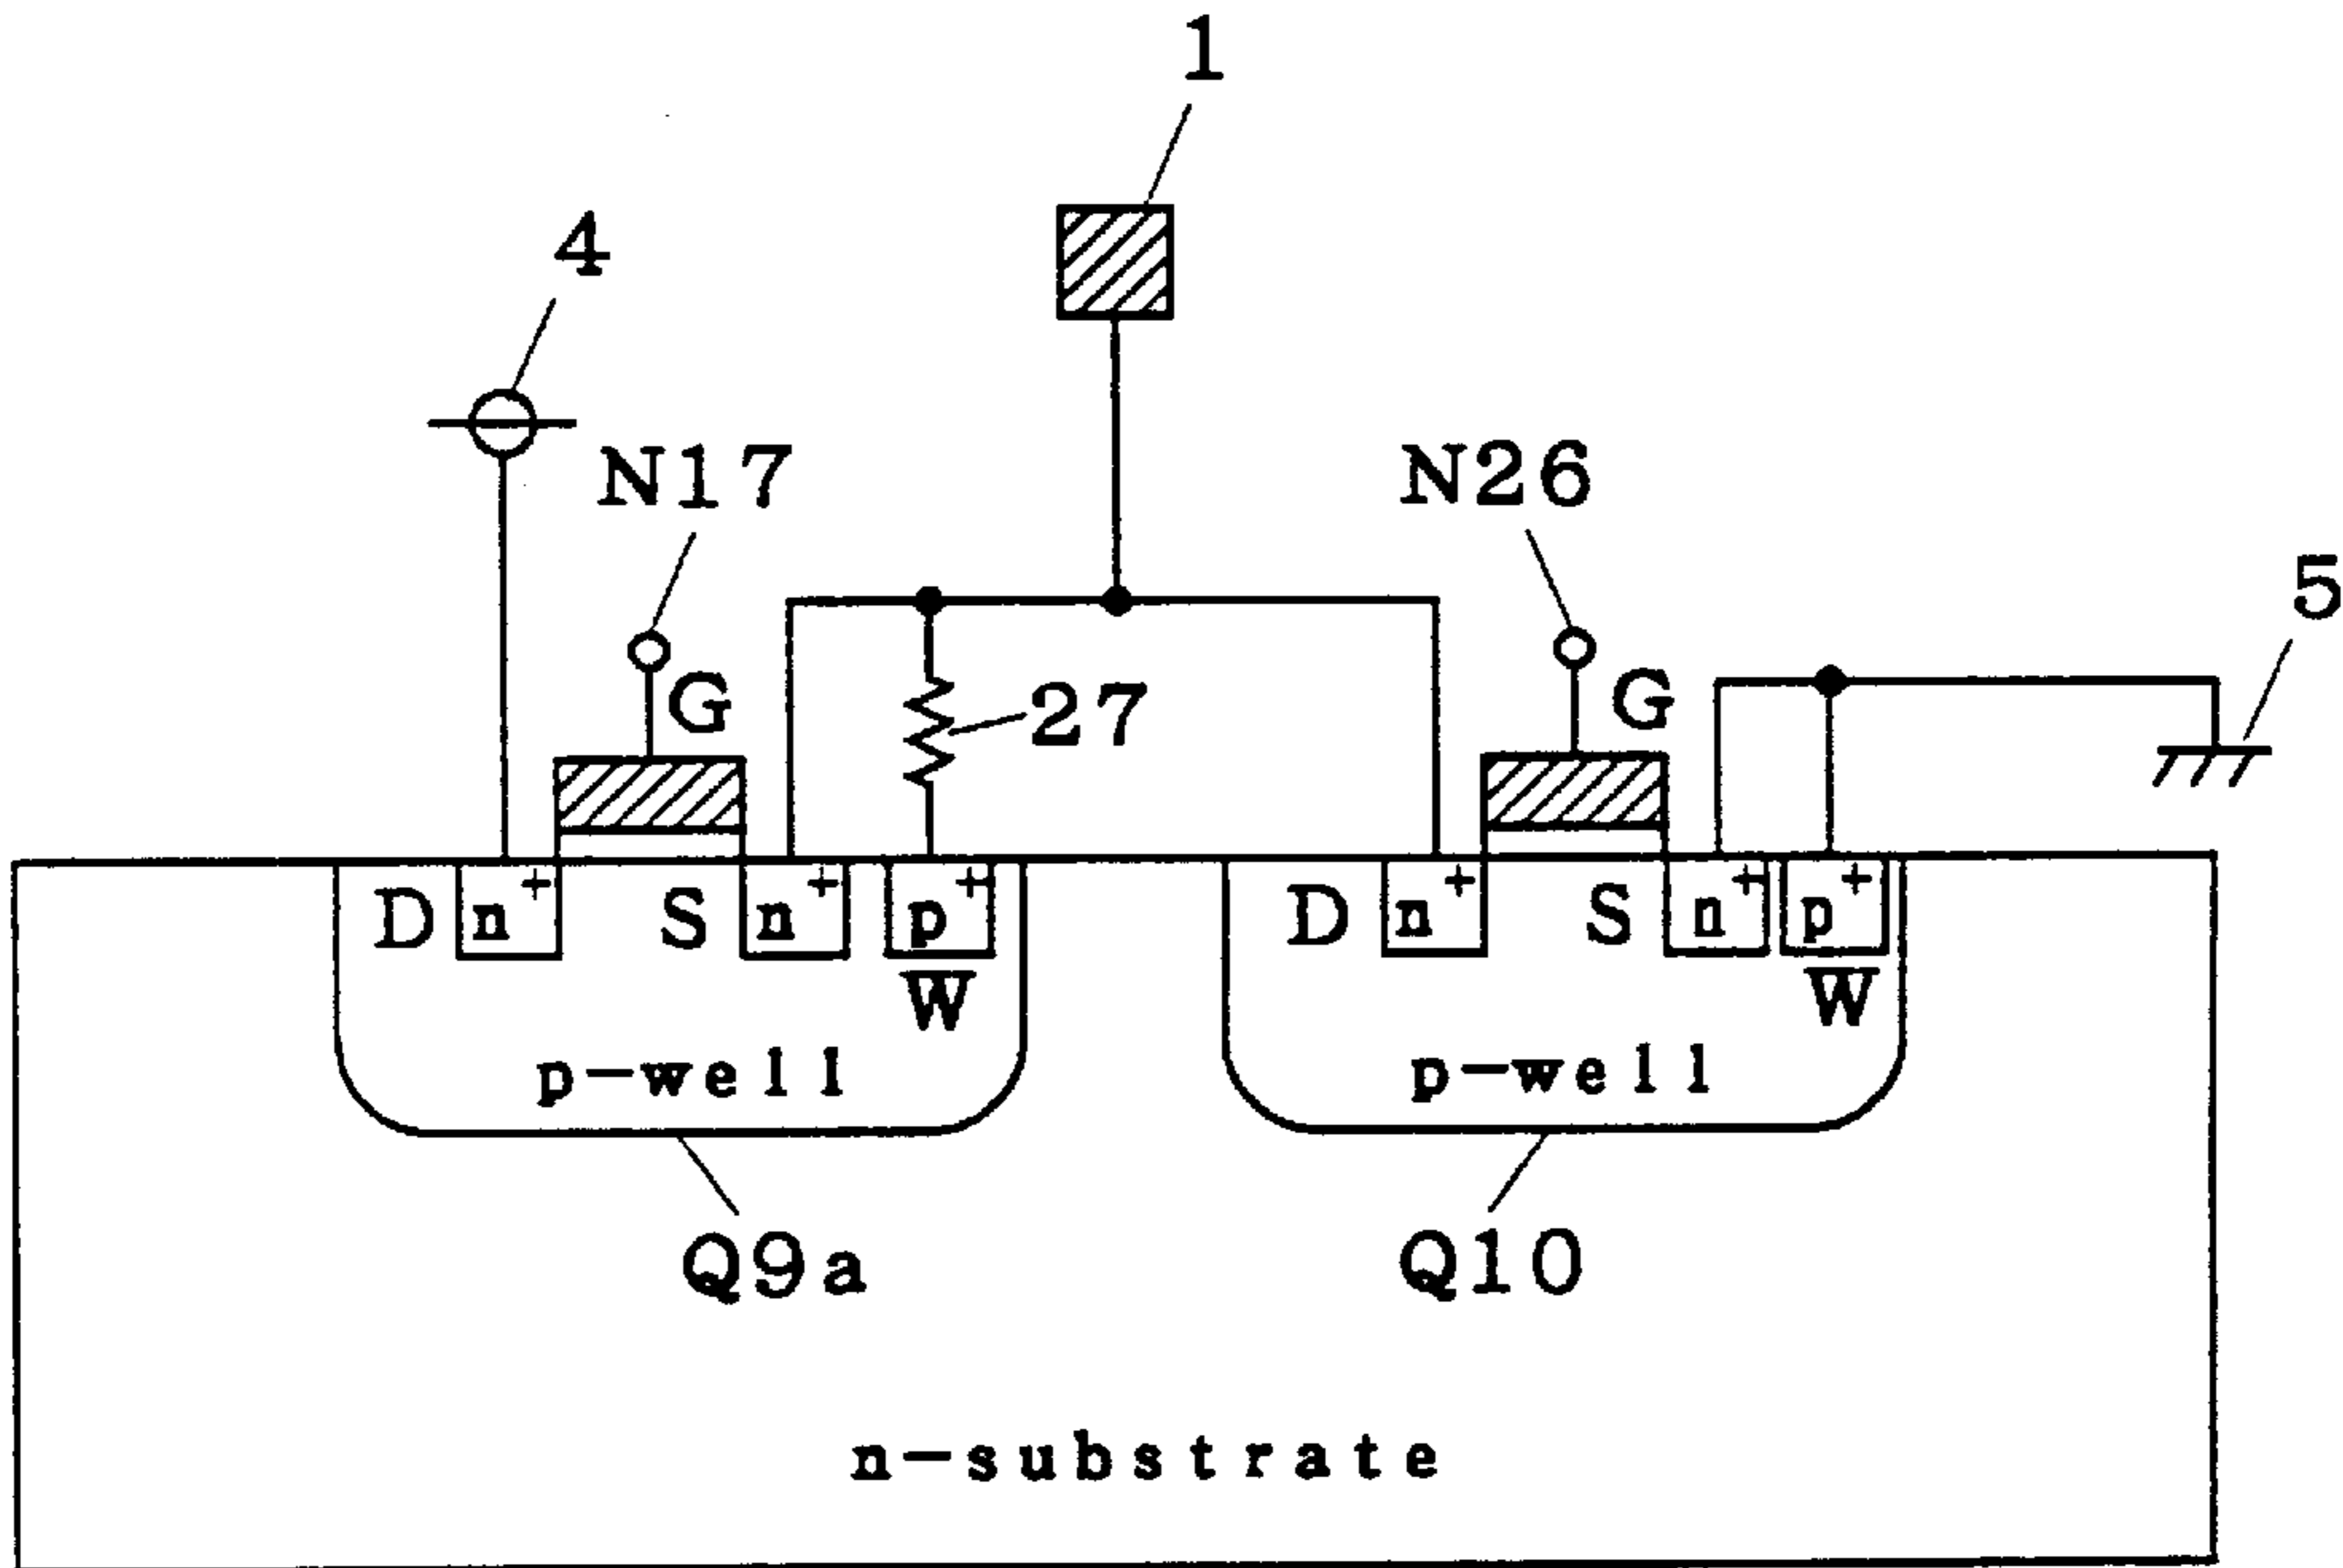 1
4
N17
N26
5
G
27
G
D
n+
S
n+
p+
D
n+
S
n+
p+
W
W
p-well
p-well
Q9a
Q10
n-substrate